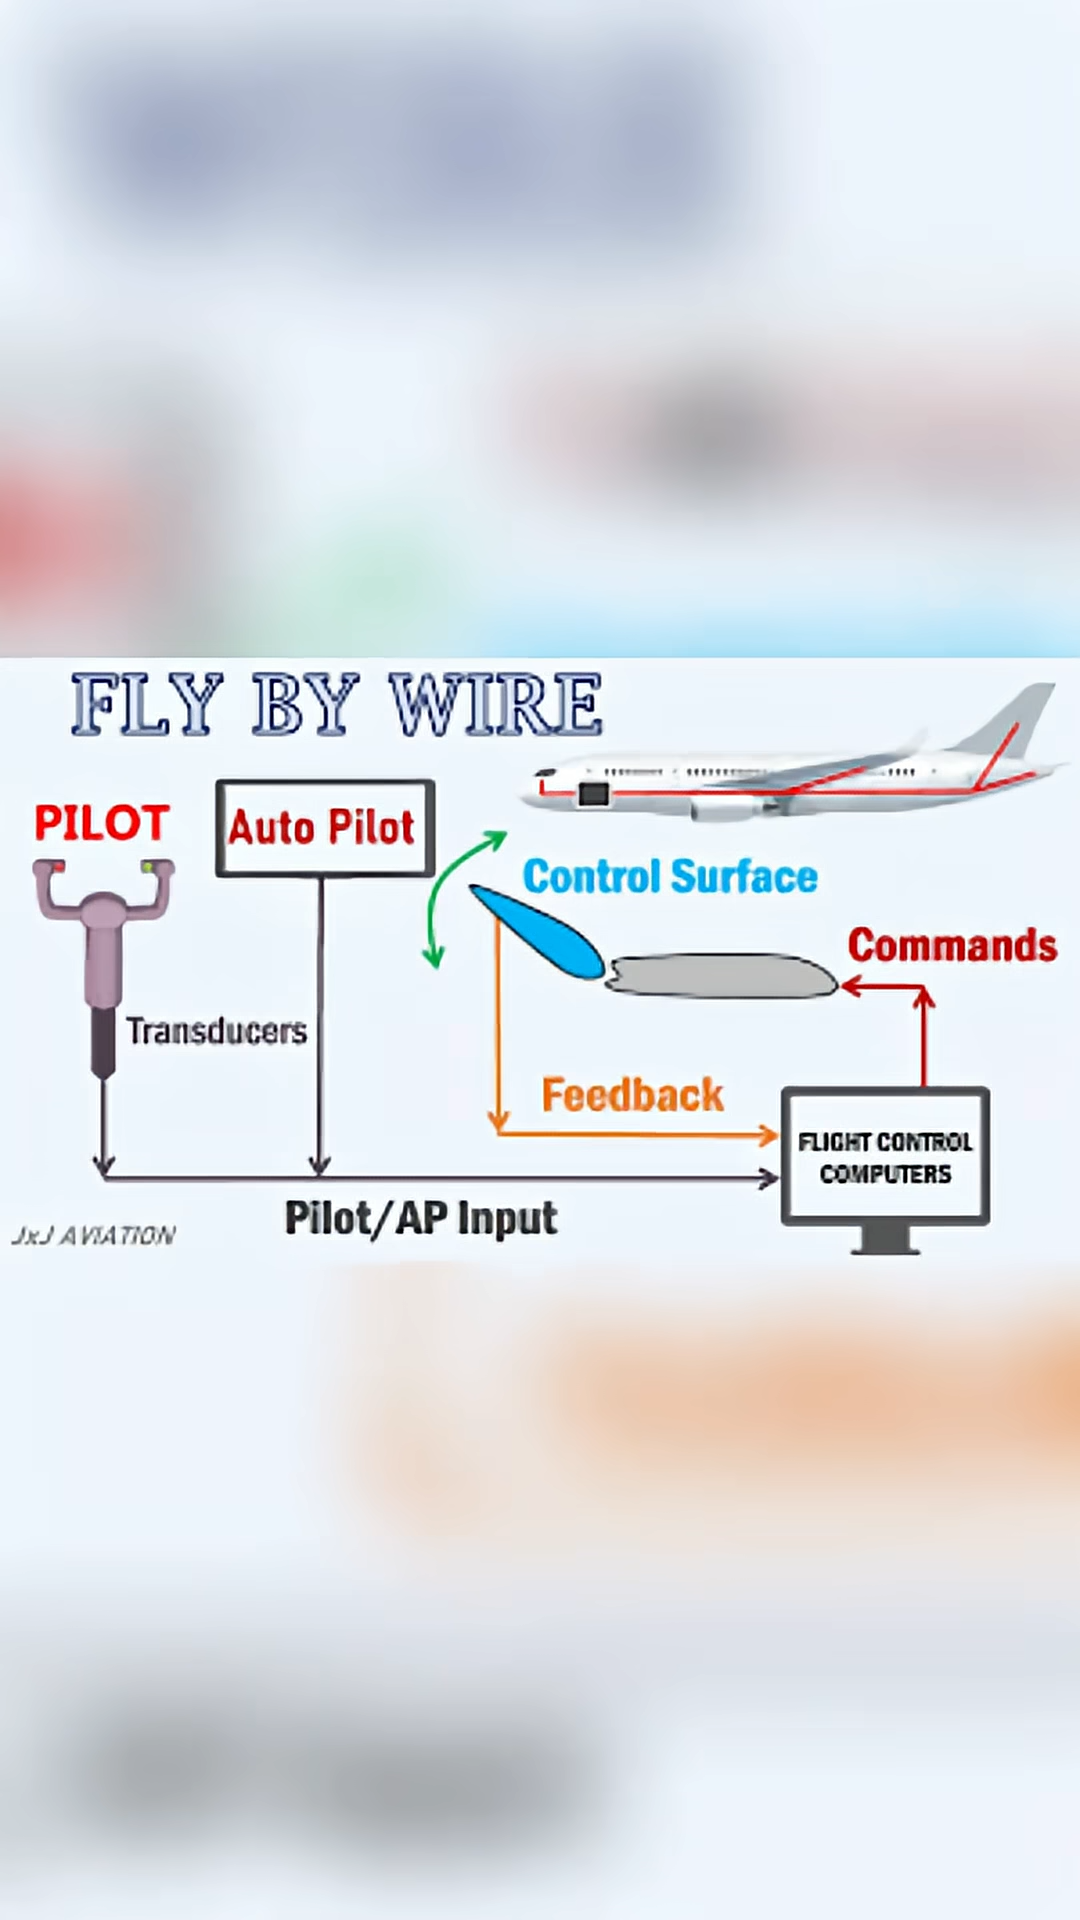 FLY BY WIRE
PILOT
Auto Pilot
Control Surface
Commands
Transducers
Feedback
FLIGHT CONTROL
COMPUTERS
Pilot/AP Input
JxJ AVIATION